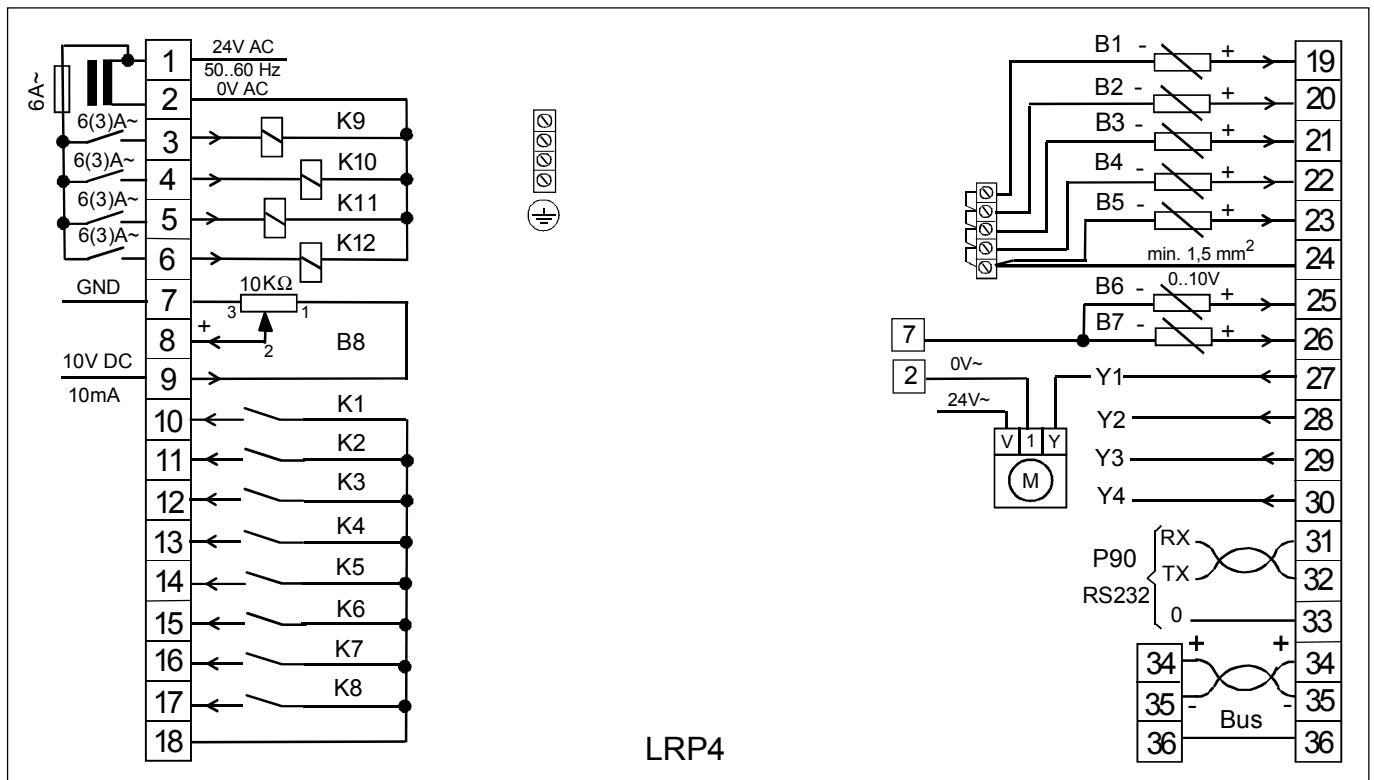 6A~
1
24V AC
50..60 Hz
2
0V AC
6(3)A~
3
K9
6(3)A~
4
K10
6(3)A~
5
K11
6(3)A~
6
K12
GND
7
10KΩ
3
1
8
+
2
B8
10V DC
10mA
9
10
K1
11
K2
12
K3
13
K4
14
K5
15
K6
16
K7
17
K8
18
LRP4
B1 - + 19
B2 - + 20
B3 - + 21
B4 - + 22
B5 - + 23
min. 1,5 mm² 24
0..10V
B6 - + 25
7
B7 - + 26
2
0V~
24V~
Y1 27
V 1 Y
M
Y2 28
Y3 29
Y4 30
P90
RS232
RX 31
TX 32
0 33
34 + + 34
35 - - 35
Bus
36 36